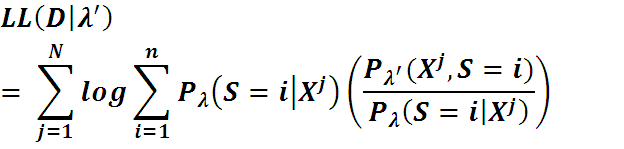 LL(D|λ′)
= ∑_{j=1}^{N} log ∑_{i=1}^{n} P_λ(S = i|X^j) (P_{λ′}(X^j, S = i) / P_λ(S = i|X^j))